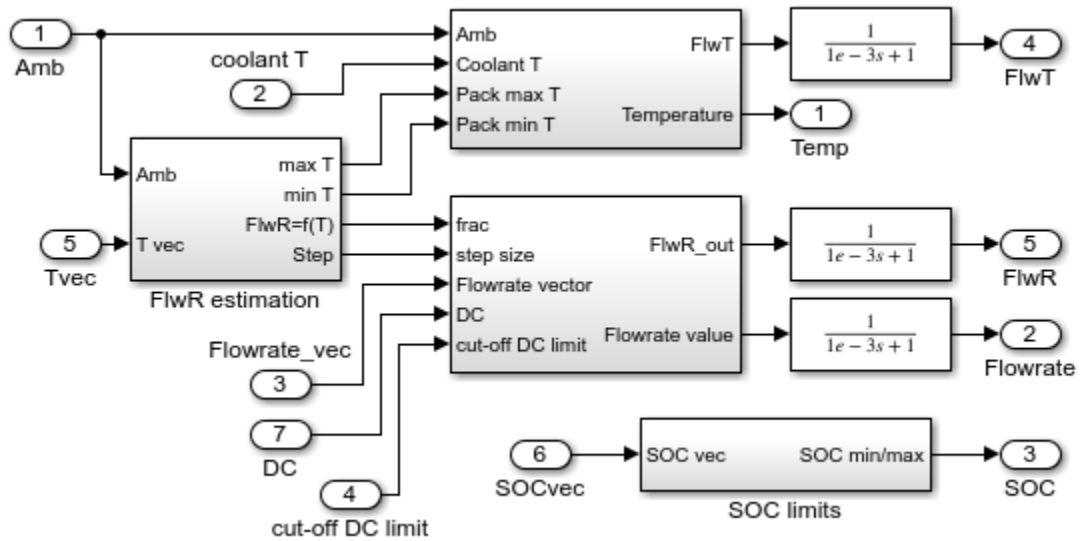 1
Amb
coolant T
2
Amb
Coolant T
Pack max T
Pack min T
FlwT
Temperature
1
1e − 3s + 1
4
FlwT
1
Temp
Amb
T vec
max T
min T
FlwR=f(T)
Step
FlwR estimation
5
Tvec
frac
step size
Flowrate vector
DC
cut-off DC limit
FlwR_out
Flowrate value
1
1e − 3s + 1
5
FlwR
1
1e − 3s + 1
2
Flowrate
Flowrate_vec
3
7
DC
4
cut-off DC limit
6
SOCvec
SOC vec
SOC min/max
SOC limits
3
SOC